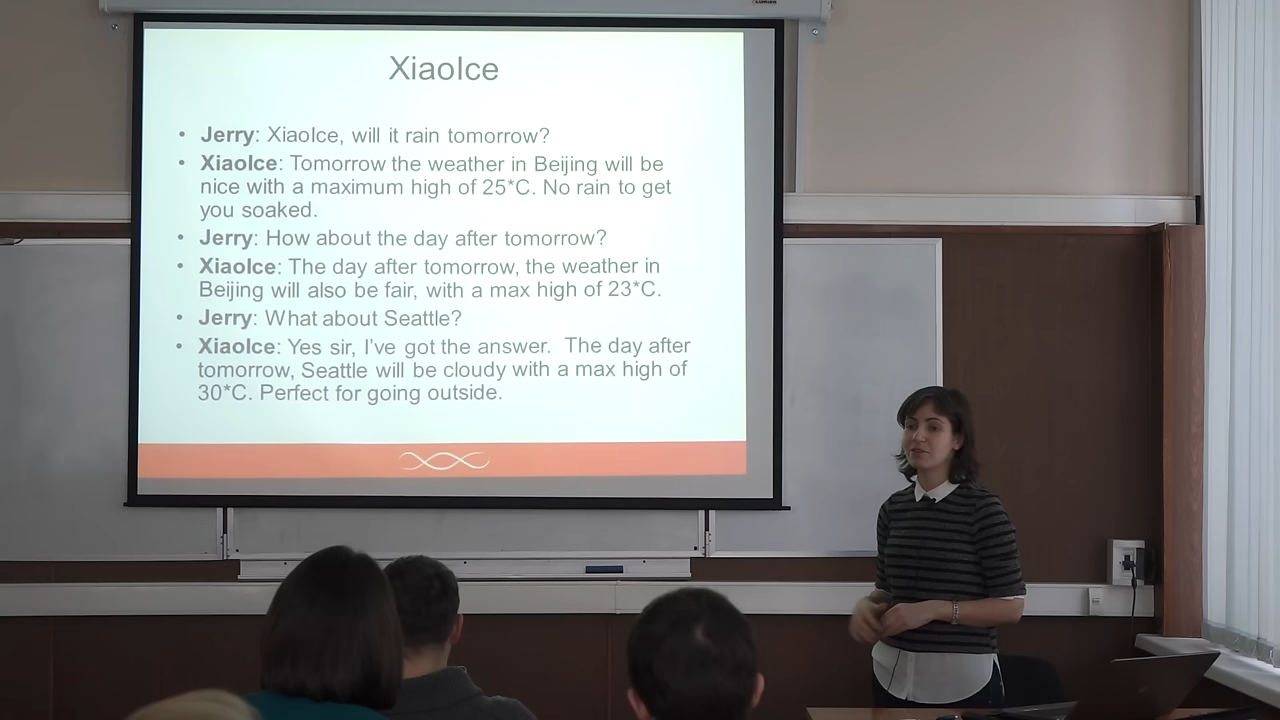 XiaoIce
• Jerry: XiaoIce, will it rain tomorrow?
• XiaoIce: Tomorrow the weather in Beijing will be
nice with a maximum high of 25*C. No rain to get
you soaked.
• Jerry: How about the day after tomorrow?
• XiaoIce: The day after tomorrow, the weather in
Beijing will also be fair, with a max high of 23*C.
• Jerry: What about Seattle?
• XiaoIce: Yes sir, I've got the answer.  The day after
tomorrow, Seattle will be cloudy with a max high of
30*C. Perfect for going outside.